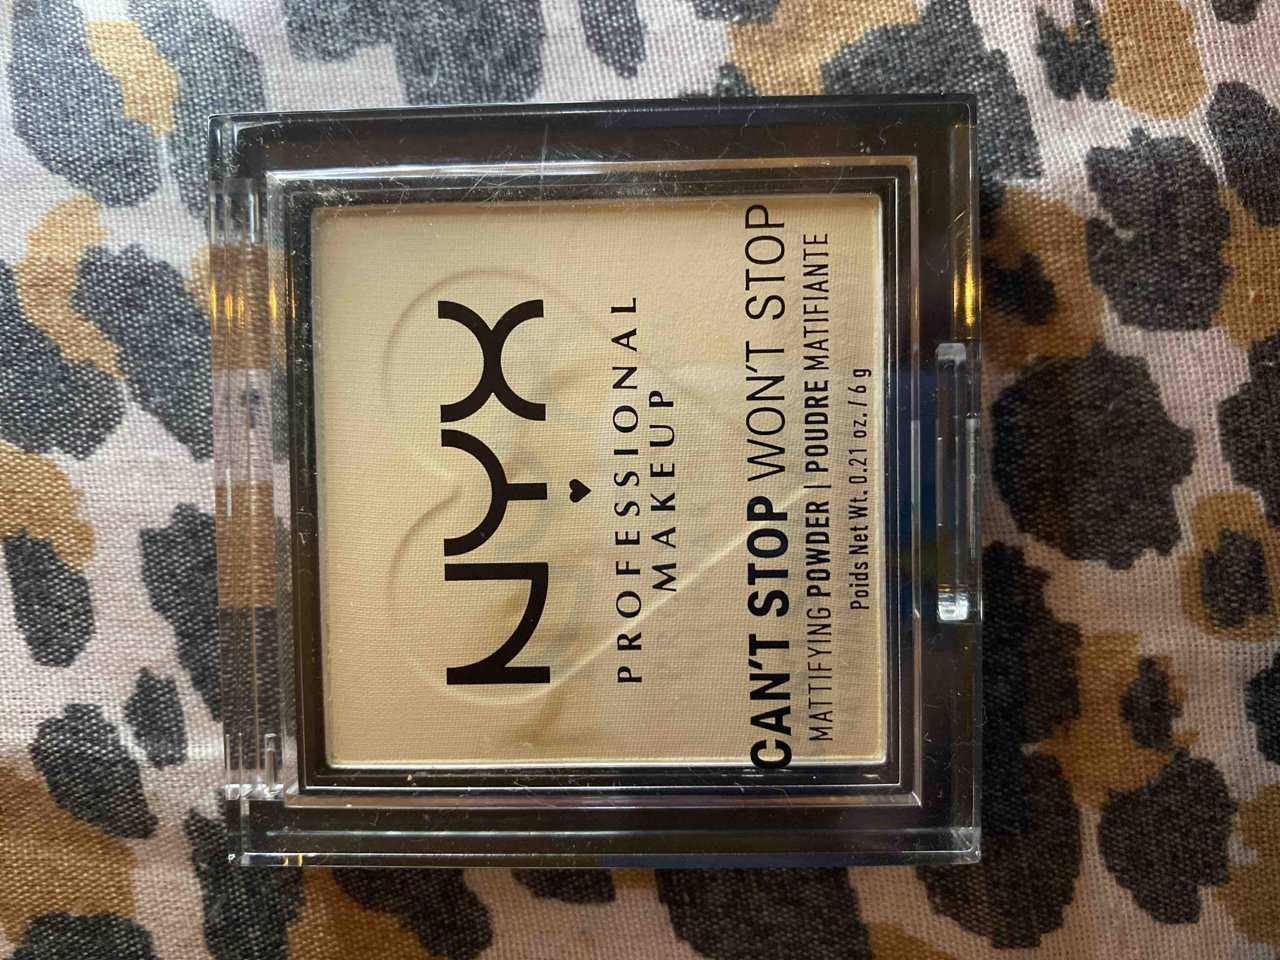 NYX
PROFESSIONAL
MAKEUP
CAN'T STOP WON'T STOP
MATTIFYING POWDER | POUDRE MATIFIANTE
Poids Net Wt. 0.21 oz. / 6 g